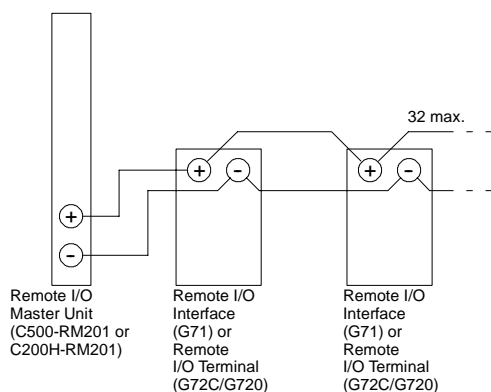 32 max.
+
−
+
−
+
−
Remote I/O
Master Unit
(C500-RM201 or
C200H-RM201)
Remote I/O
Interface
(G71) or
Remote
I/O Terminal
(G72C/G720)
Remote I/O
Interface
(G71) or
Remote
I/O Terminal
(G72C/G720)